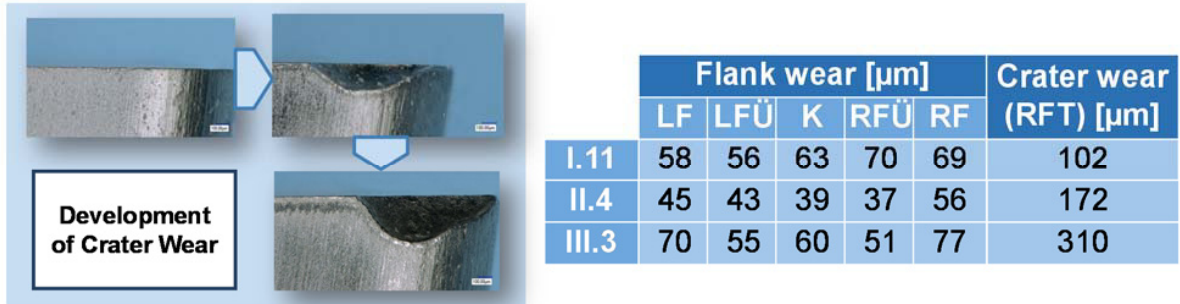 Development
of Crater Wear
Flank wear [µm]
Crater wear
(RFT) [µm]
LF LFÜ K RFÜ RF
I.11 58 56 63 70 69 102
II.4 45 43 39 37 56 172
III.3 70 55 60 51 77 310